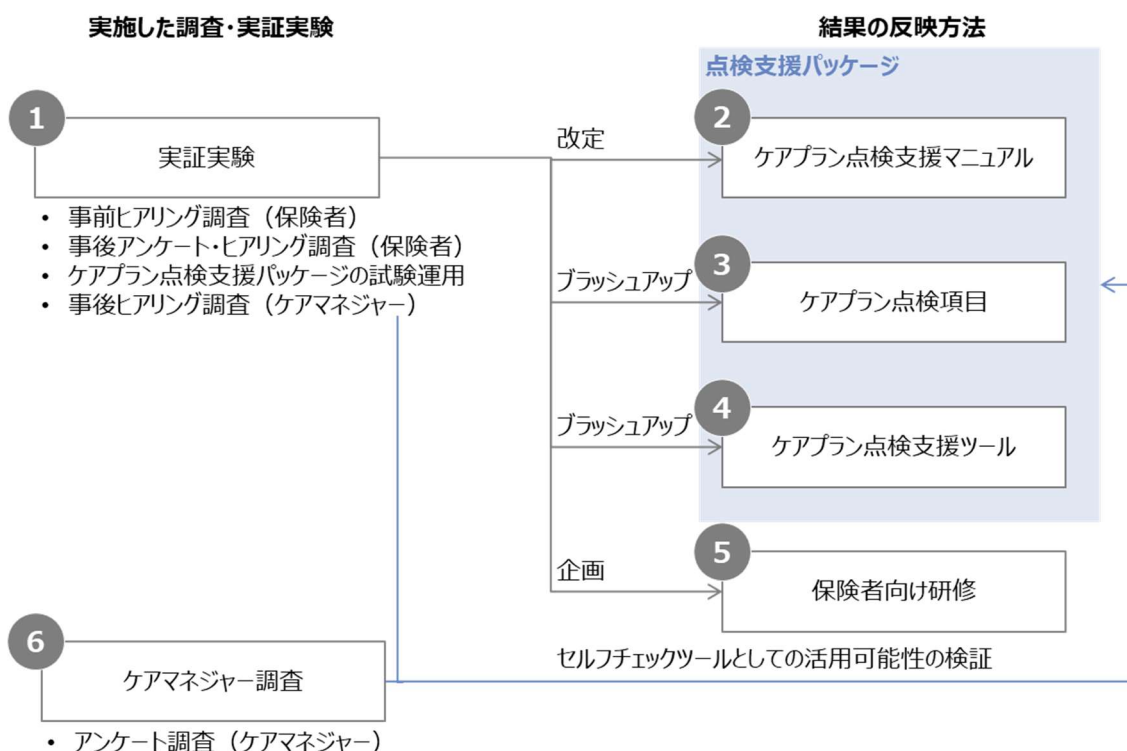 実施した調査・実証実験
結果の反映方法
点検支援パッケージ
1
実証実験
• 事前ヒアリング調査（保険者）
• 事後アンケート・ヒアリング調査（保険者）
• ケアプラン点検支援パッケージの試験運用
• 事後ヒアリング調査（ケアマネジャー）
改定
2
ケアプラン点検支援マニュアル
ブラッシュアップ
3
ケアプラン点検項目
ブラッシュアップ
4
ケアプラン点検支援ツール
企画
5
保険者向け研修
6
ケアマネジャー調査
• アンケート調査（ケアマネジャー）
セルフチェックツールとしての活用可能性の検証